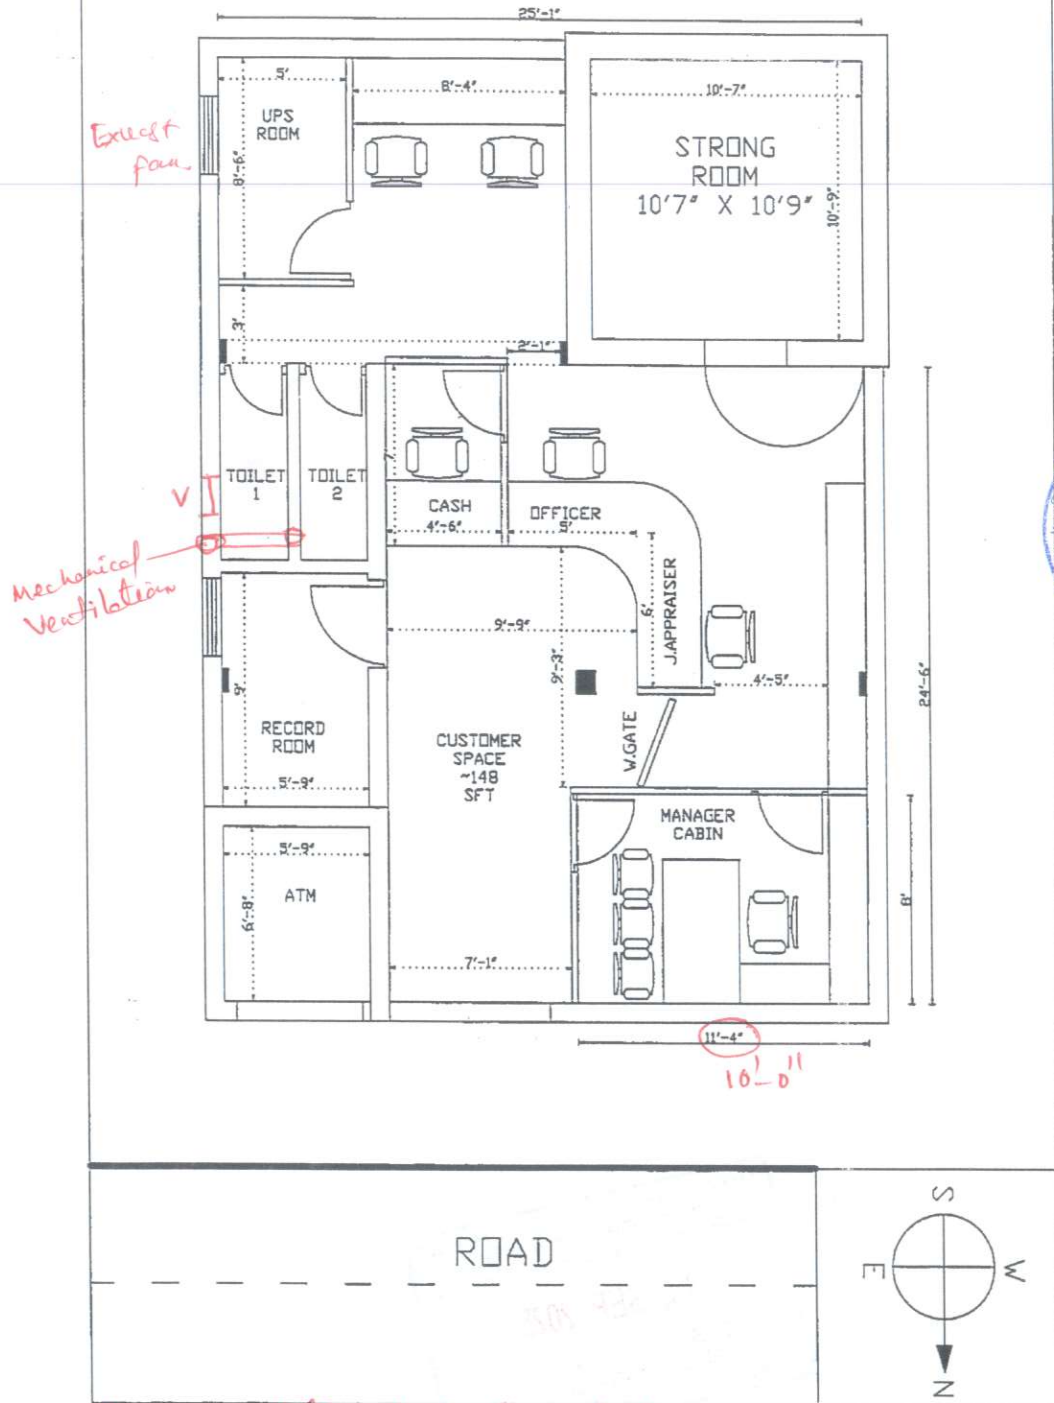 25'-1"
5'
8'-4"
10'-7"
UPS
ROOM
Exuast
fan.
8'-6"
STRONG
ROOM
10'7" X 10'9"
10'-9"
3'
2'-1"
7'
TOILET
1
TOILET
2
V
CASH
4'-6"
OFFICER
5'
Mechanical
Ventilation
6'
J.APPRAISER
9'-9"
9'-3"
4'-5"
24'-6"
9'
RECORD
ROOM
5'-9"
W.GATE
CUSTOMER
SPACE
~148
SFT
MANAGER
CABIN
5'-9"
ATM
6'-8"
8'
7'-1"
11'-4"
10'-0"
ROAD
S
E
W
N